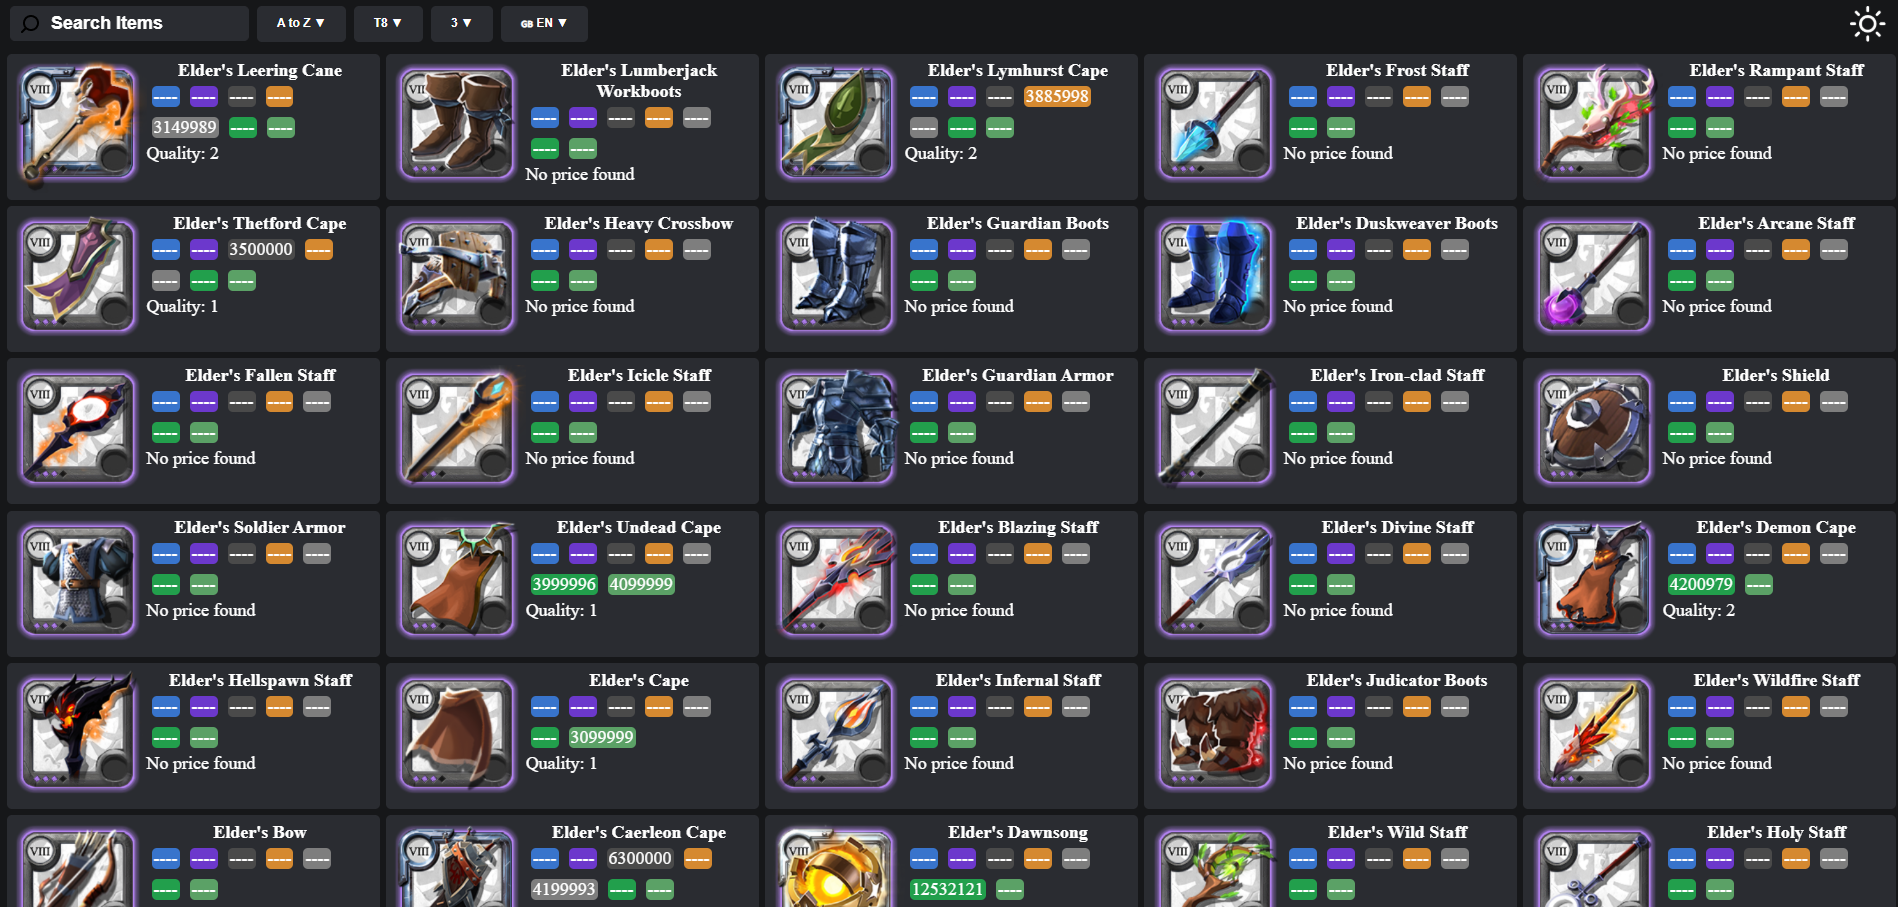 Search Items
A to Z ▼
T8 ▼
3 ▼
GB EN ▼
VIII
Elder's Leering Cane
---- ---- ---- ----
3149989 ---- ----
Quality: 2
VII
Elder's Lumberjack
Workboots
---- ---- ---- ---- ----
---- ----
No price found
VIII
Elder's Lymhurst Cape
---- ---- ---- 3885998
---- ---- ----
Quality: 2
VIII
Elder's Frost Staff
---- ---- ---- ---- ----
---- ----
No price found
VIII
Elder's Rampant Staff
---- ---- ---- ---- ----
---- ----
No price found
VIII
Elder's Thetford Cape
---- ---- 3500000 ----
---- ---- ----
Quality: 1
VIII
Elder's Heavy Crossbow
---- ---- ---- ---- ----
---- ----
No price found
VIII
Elder's Guardian Boots
---- ---- ---- ---- ----
---- ----
No price found
VII
Elder's Duskweaver Boots
---- ---- ---- ---- ----
---- ----
No price found
VIII
Elder's Arcane Staff
---- ---- ---- ---- ----
---- ----
No price found
VIII
Elder's Fallen Staff
---- ---- ---- ---- ----
---- ----
No price found
VIII
Elder's Icicle Staff
---- ---- ---- ---- ----
---- ----
No price found
VIII
Elder's Guardian Armor
---- ---- ---- ---- ----
---- ----
No price found
VIII
Elder's Iron-clad Staff
---- ---- ---- ---- ----
---- ----
No price found
VIII
Elder's Shield
---- ---- ---- ---- ----
---- ----
No price found
VIII
Elder's Soldier Armor
---- ---- ---- ---- ----
---- ----
No price found
VIII
Elder's Undead Cape
---- ---- ---- ---- ----
3999996 4099999
Quality: 1
VIII
Elder's Blazing Staff
---- ---- ---- ---- ----
---- ----
No price found
VIII
Elder's Divine Staff
---- ---- ---- ---- ----
---- ----
No price found
VIII
Elder's Demon Cape
---- ---- ---- ---- ----
4200979 ----
Quality: 2
VII
Elder's Hellspawn Staff
---- ---- ---- ---- ----
---- ----
No price found
VIII
Elder's Cape
---- ---- ---- ---- ----
---- 3099999
Quality: 1
VIII
Elder's Infernal Staff
---- ---- ---- ---- ----
---- ----
No price found
Elder's Judicator Boots
---- ---- ---- ---- ----
---- ----
No price found
VIII
Elder's Wildfire Staff
---- ---- ---- ---- ----
---- ----
No price found
VIII
Elder's Bow
---- ---- ---- ---- ----
---- ----
VIII
Elder's Caerleon Cape
---- ---- 6300000 ----
4199993 ---- ----
VIII
Elder's Dawnsong
---- ---- ---- ---- ----
12532121 ----
VIII
Elder's Wild Staff
---- ---- ---- ---- ----
---- ----
VIII
Elder's Holy Staff
---- ---- ---- ---- ----
---- ----